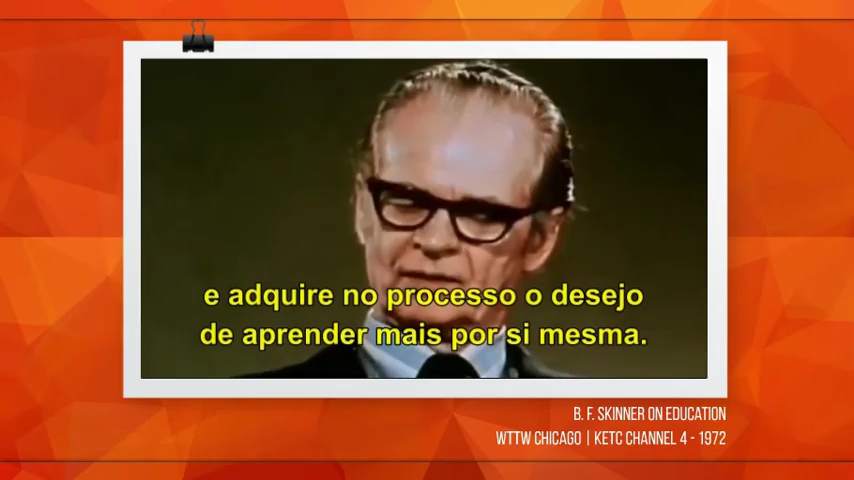 e adquire no processo o desejo
de aprender mais por si mesma.
B. F. SKINNER ON EDUCATION
WTTW CHICAGO | KETC CHANNEL 4 - 1972